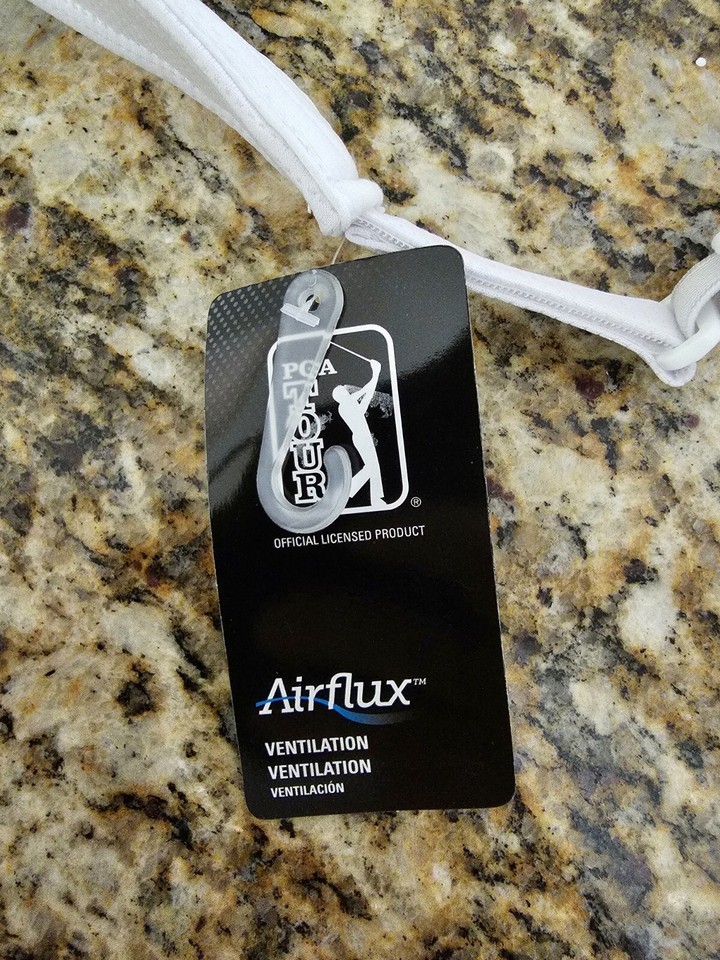 PGA
TOUR
®
OFFICIAL LICENSED PRODUCT
Airflux™
VENTILATION
VENTILATION
VENTILACIÓN